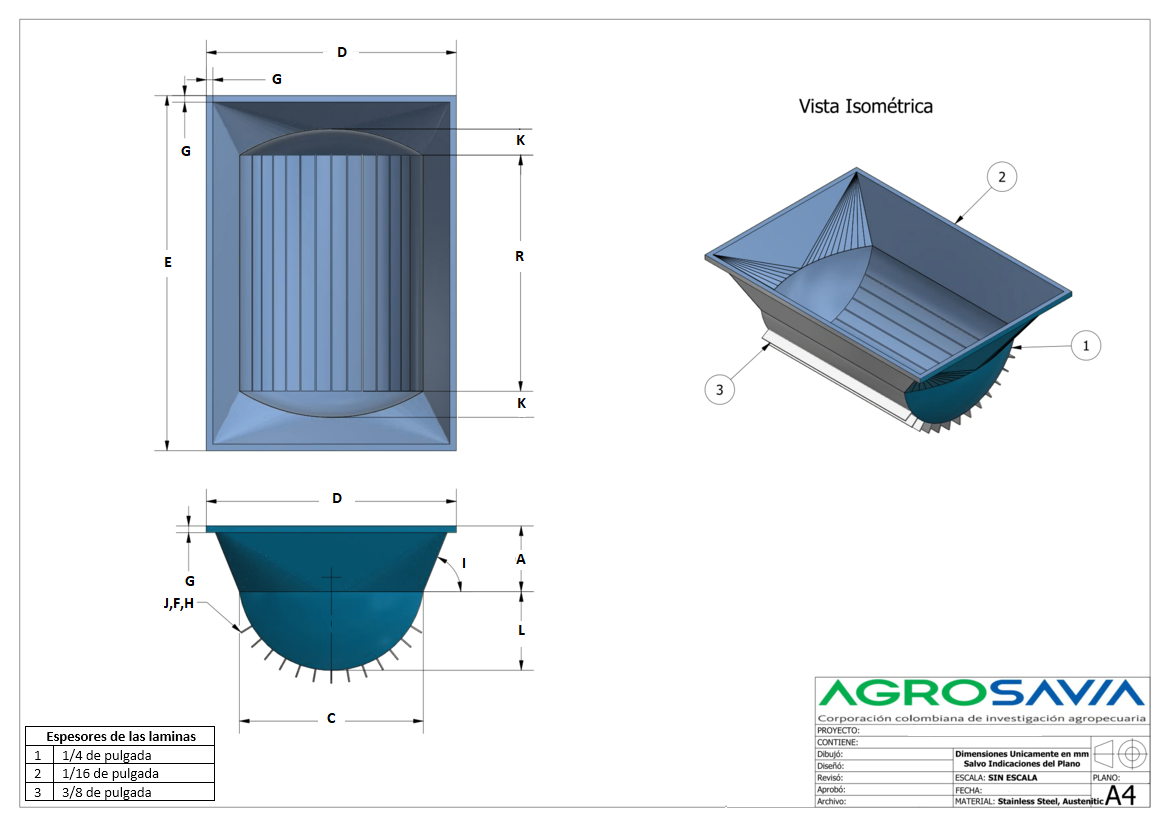 D
G
G
K
E
R
K
Vista Isométrica
2
1
3
D
A
I
G
J,F,H
L
C
Espesores de las laminas
1 1/4 de pulgada
2 1/16 de pulgada
3 3/8 de pulgada
AGROSAVIA
Corporación colombiana de investigación agropecuaria
PROYECTO:
CONTIENE:
Dibujó:
Dimensiones Unicamente en mm
Diseñó:
Salvo Indicaciones del Plano
Revisó:
ESCALA: SIN ESCALA
PLANO:
Aprobó:
FECHA:
A4
Archivo:
MATERIAL: Stainless Steel, Austenitic